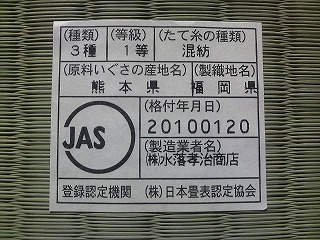 (種類) (等級) (たて糸の種類)
3種 1等 混紡
(原料いぐさの産地名) (製織地名)
熊本県 福岡県
(格付年月日)
20100120
JAS
(製造業者名)
㈱水落孝治商店
登録認定機関 (株)日本畳表認定協会